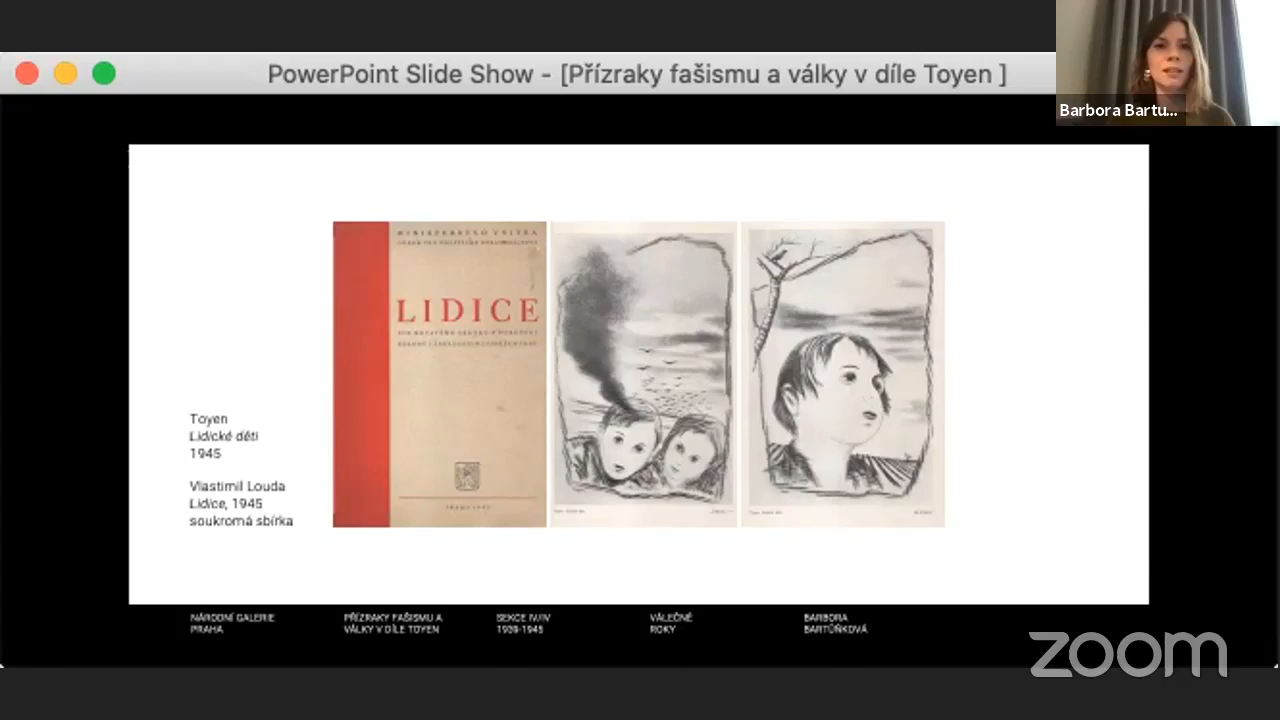 PowerPoint Slide Show - [Přízraky fašismu a války v díle Toyen ]
Barbora Bartu...
LIDICE
Toyen
Lidické děti
1945
Vlastimil Louda
Lidice, 1945
soukromá sbírka
NÁRODNÍ GALERIE
PRAHA
PŘÍZRAKY FAŠISMU A
VÁLKY V DÍLE TOYEN
SEKCE IV/IV
1939-1945
VÁLEČNÉ
ROKY
BARBORA
BARTŮŇKOVÁ
zoom